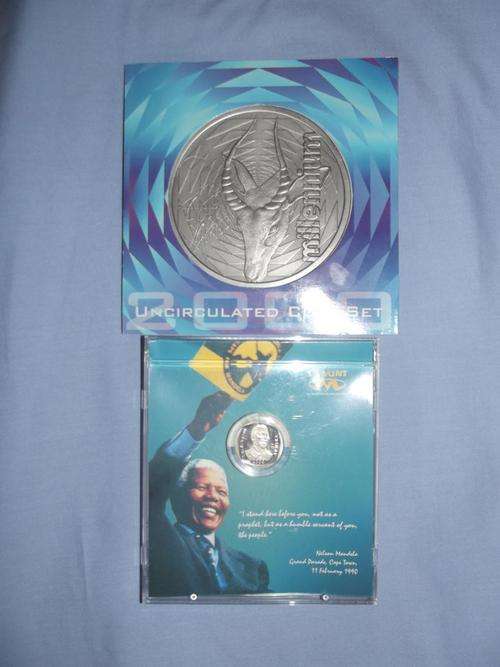 millennium
2000
UNCIRCULATED COIN SET
"I stand here before you, not as a
prophet, but as a humble servant of you,
the people."
Nelson Mandela
Grand Parade, Cape Town,
11 February 1990